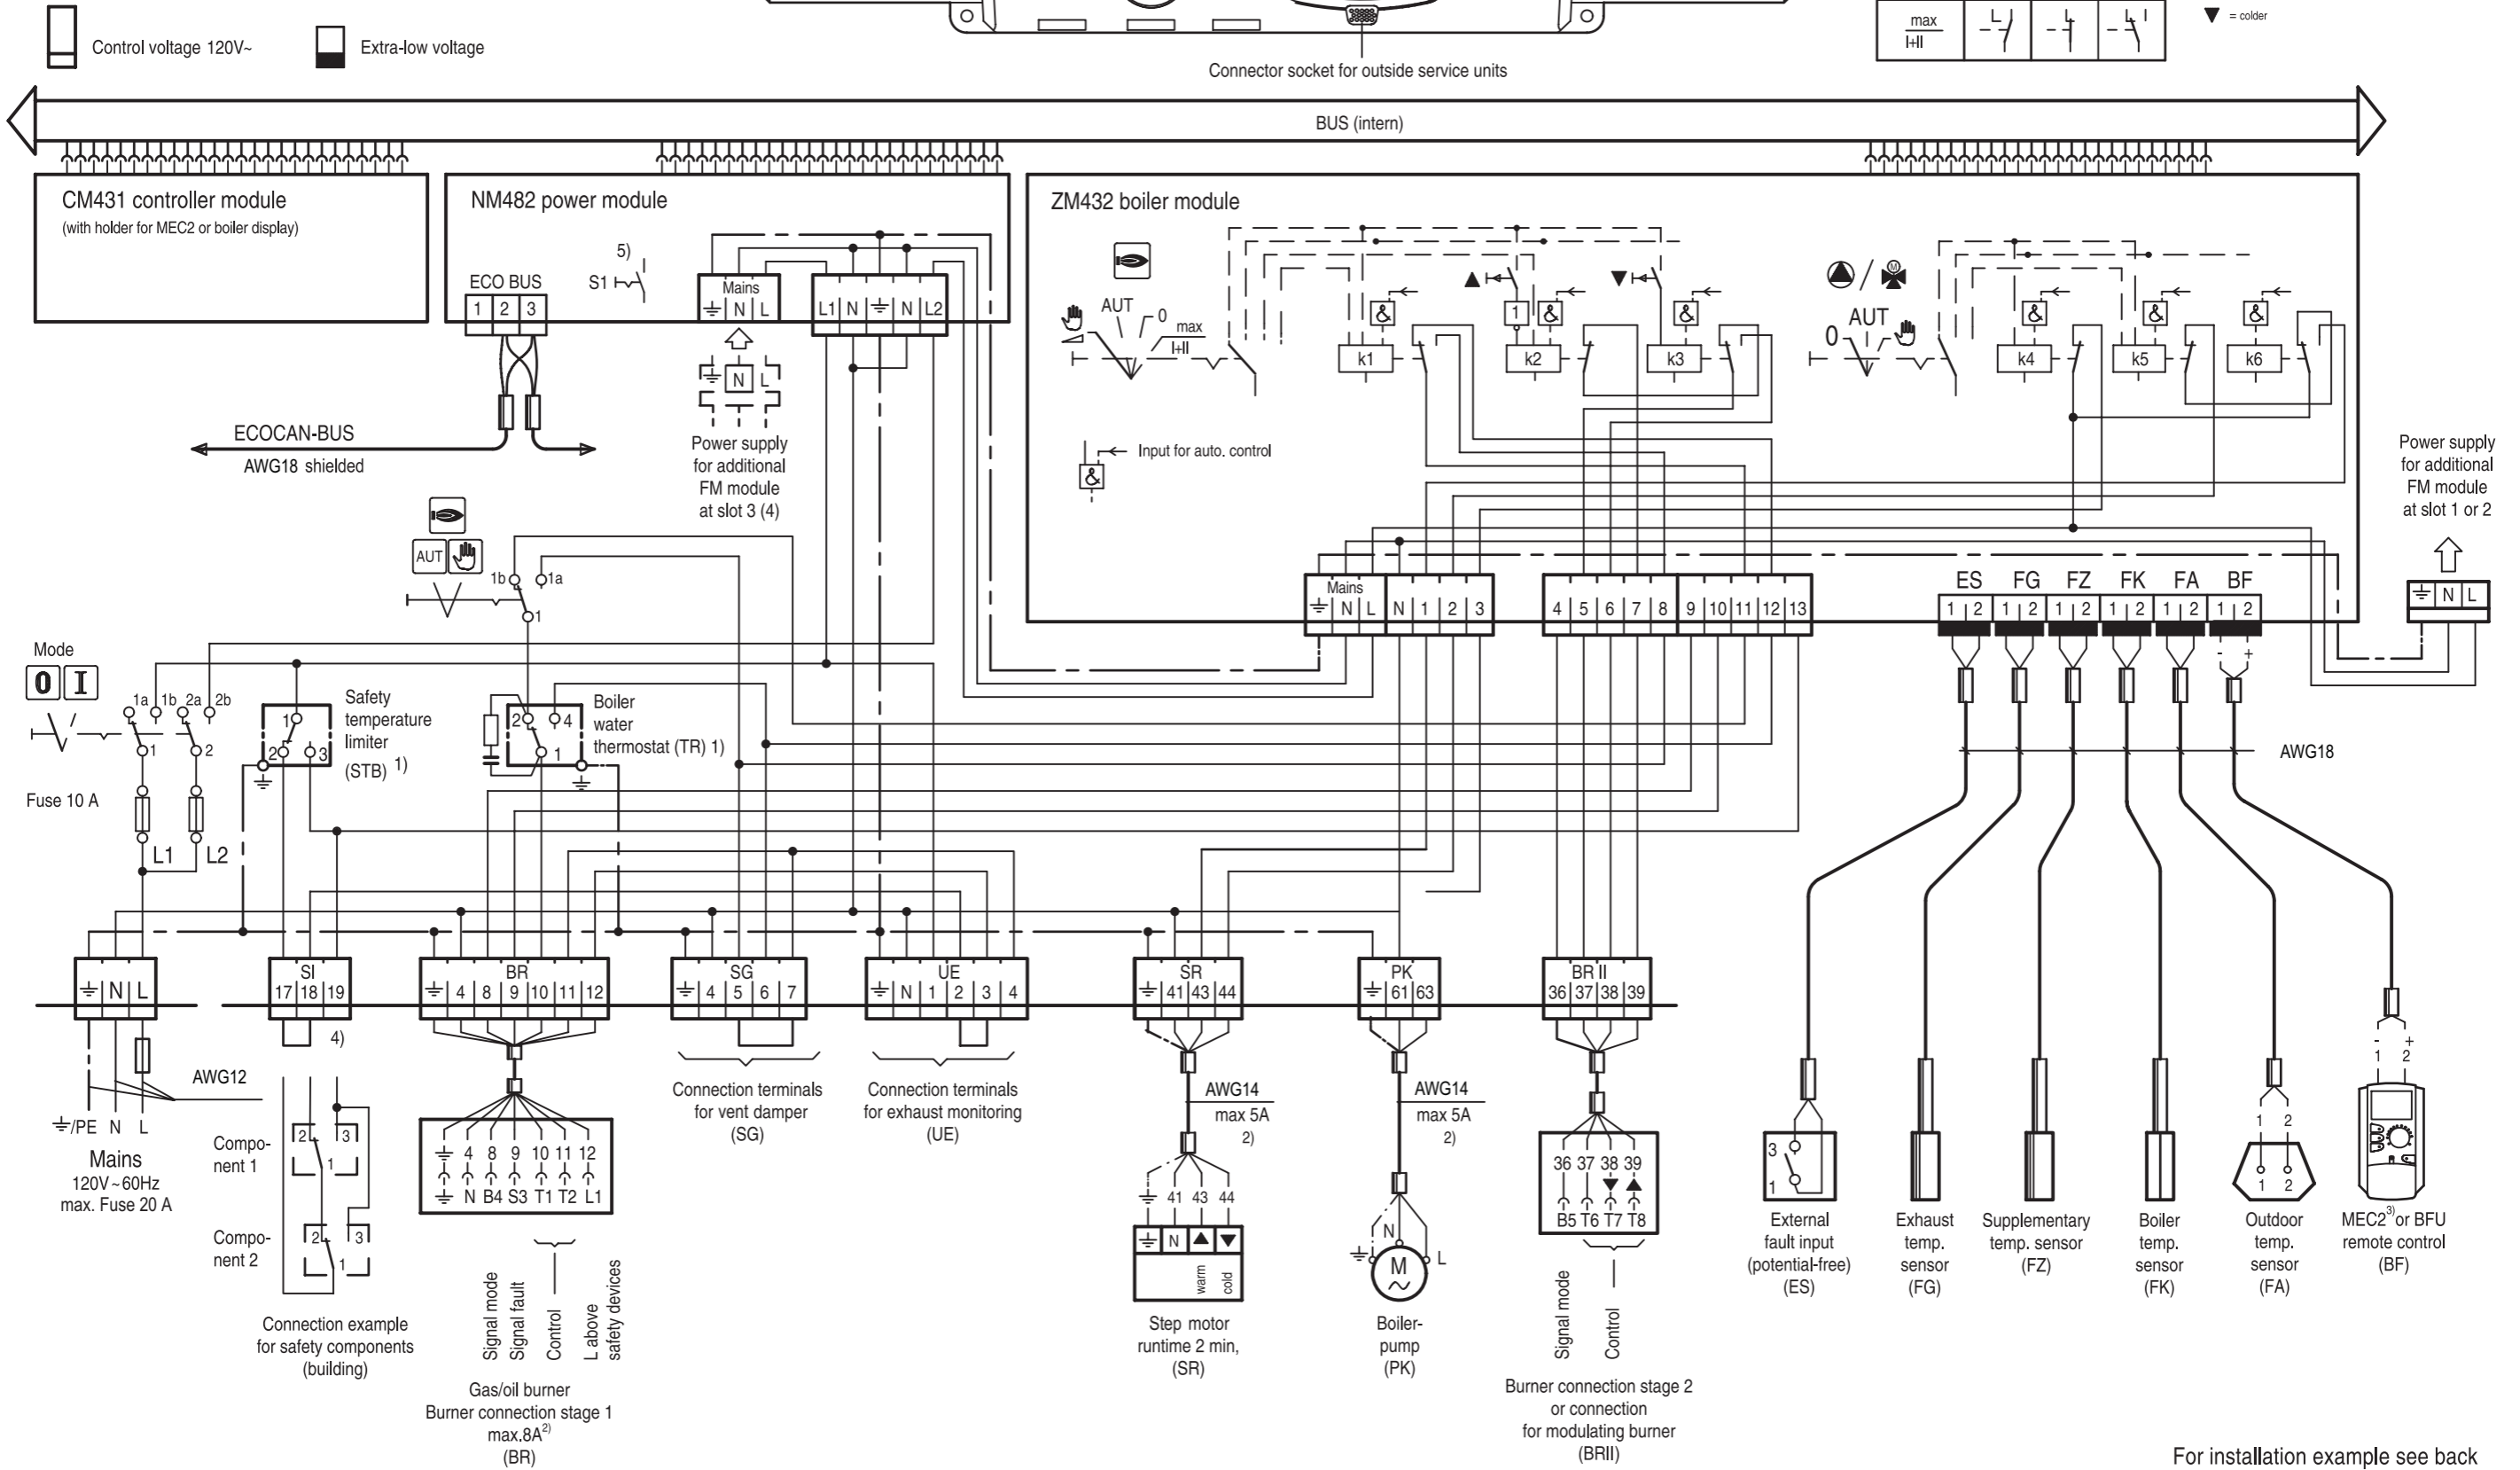 Control voltage 120V~
Extra-low voltage
Connector socket for outside service units
max
I+II
▼ = colder
BUS (intern)
CM431 controller module
(with holder for MEC2 or boiler display)
NM482 power module
5)
S1
ECO BUS
1 2 3
Mains
N L
L1 N N L2
N L
ECOCAN-BUS
AWG18 shielded
Power supply
for additional
FM module
at slot 3 (4)
ZM432 boiler module
AUT
0
max
I+II
& 1 & &
k1 k2 k3
Input for auto. control
&
0 AUT
M
& & &
k4 k5 k6
Power supply
for additional
FM module
at slot 1 or 2
N L
Mains
N L N 1 2 3
4 5 6 7 8 9 10 11 12 13
ES FG FZ FK FA BF
1 2 1 2 1 2 1 2 1 2 1 2
- +
AWG18
AUT
1b 1a
1
Mode
0 I
1a 1b 2a 2b
1 2
Fuse 10 A
L1 L2
Safety
temperature
limiter
(STB) 1)
1
2 3
Boiler
water
thermostat (TR) 1)
2 4
1
N L
SI
17 18 19
4)
BR
4 8 9 10 11 12
SG
4 5 6 7
UE
N 1 2 3 4
SR
41 43 44
PK
61 63
BR II
36 37 38 39
AWG12
/PE N L
Mains
120V~60Hz
max. Fuse 20 A
Compo-
nent 1
2 3
1
Compo-
nent 2
2 3
1
Connection example
for safety components
(building)
4 8 9 10 11 12
N B4 S3 T1 T2 L1
Signal mode
Signal fault
Control
L above
safety devices
Gas/oil burner
Burner connection stage 1
max.8A2)
(BR)
Connection terminals
for vent damper
(SG)
Connection terminals
for exhaust monitoring
(UE)
AWG14
max 5A
2)
41 43 44
N ▲ ▼
warm
cold
Step motor
runtime 2 min,
(SR)
AWG14
max 5A
2)
N
L
M
~
Boiler-
pump
(PK)
36 37 38 39
B5 T6 T7 T8
Signal mode
Control
Burner connection stage 2
or connection
for modulating burner
(BRII)
3
1
External
fault input
(potential-free)
(ES)
Exhaust
temp.
sensor
(FG)
Supplementary
temp. sensor
(FZ)
Boiler
temp.
sensor
(FK)
1 2
1 2
Outdoor
temp.
sensor
(FA)
- +
1 2
MEC2 3) or BFU
remote control
(BF)
For installation example see back